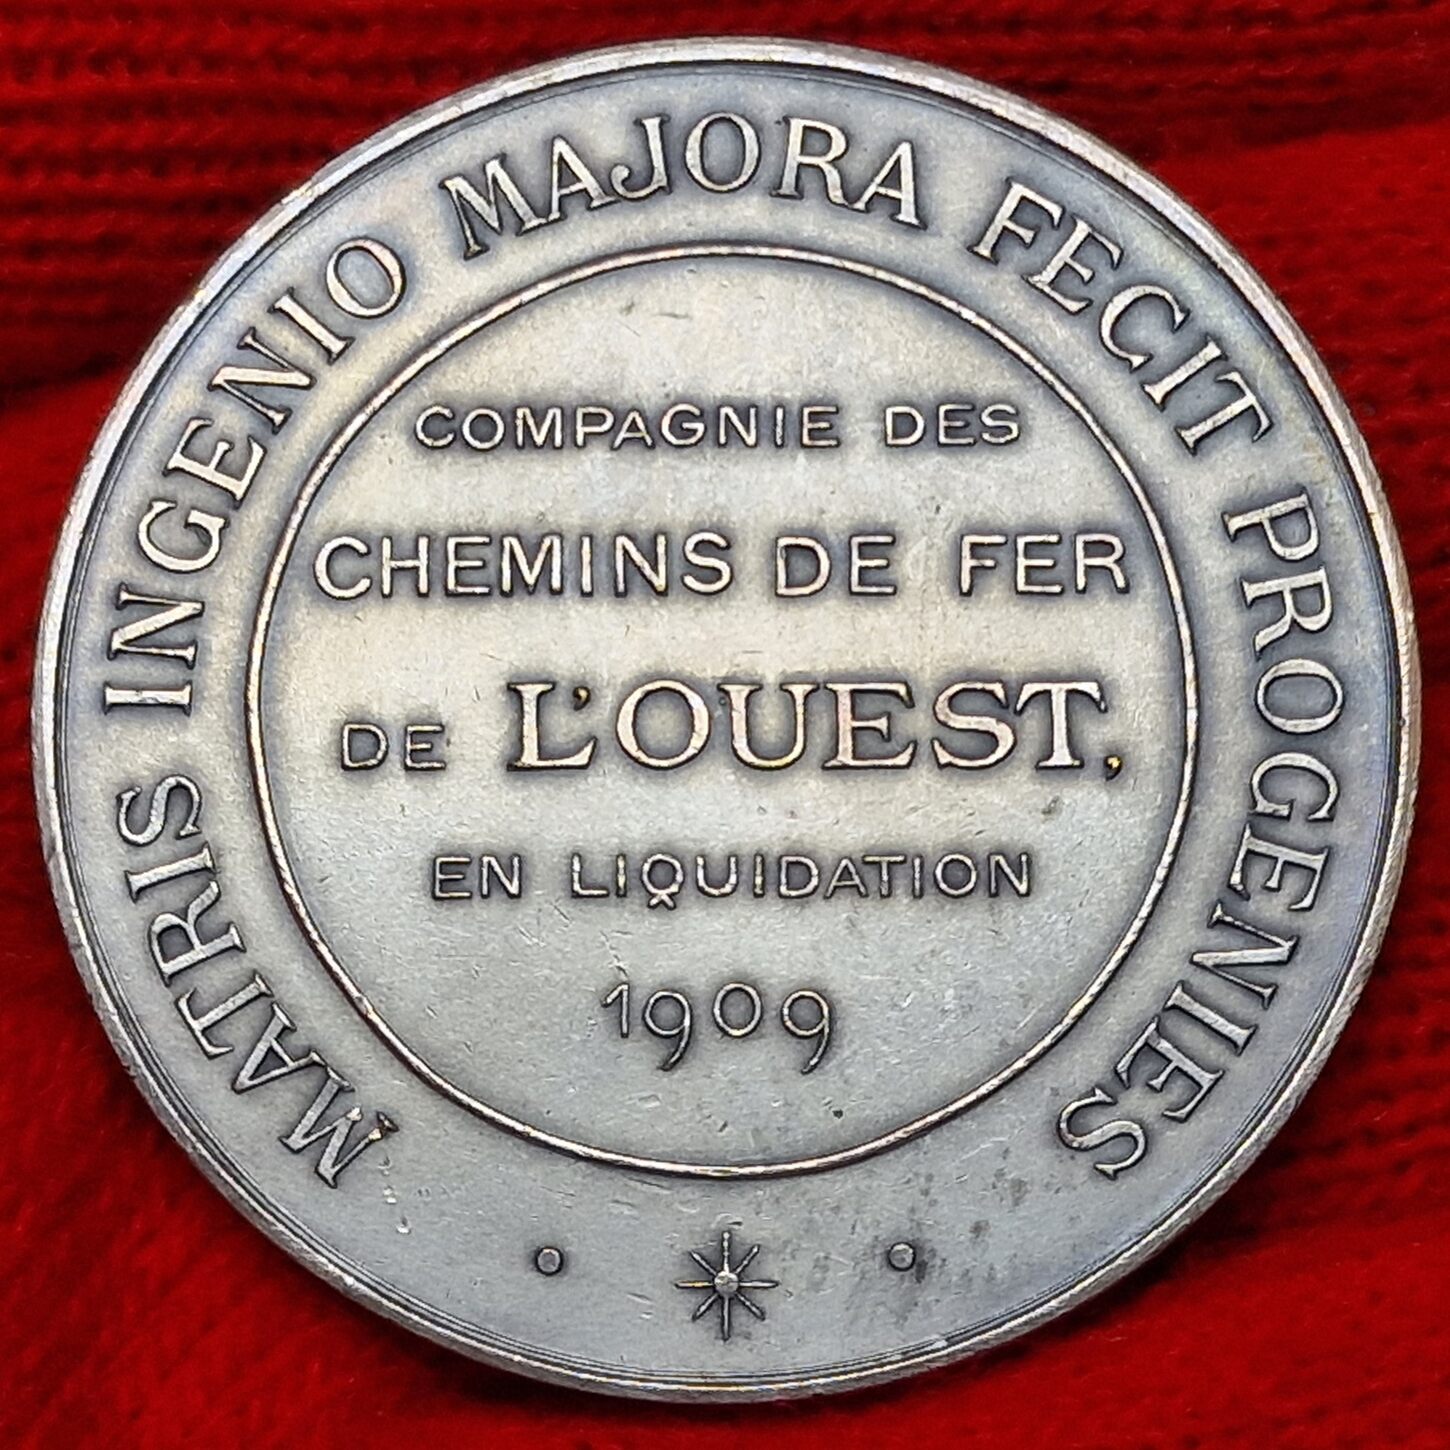 MATRIS INGENIO MAJORA FECIT PROGENIES
COMPAGNIE DES
CHEMINS DE FER
DE L'OUEST,
EN LIQUIDATION
1909